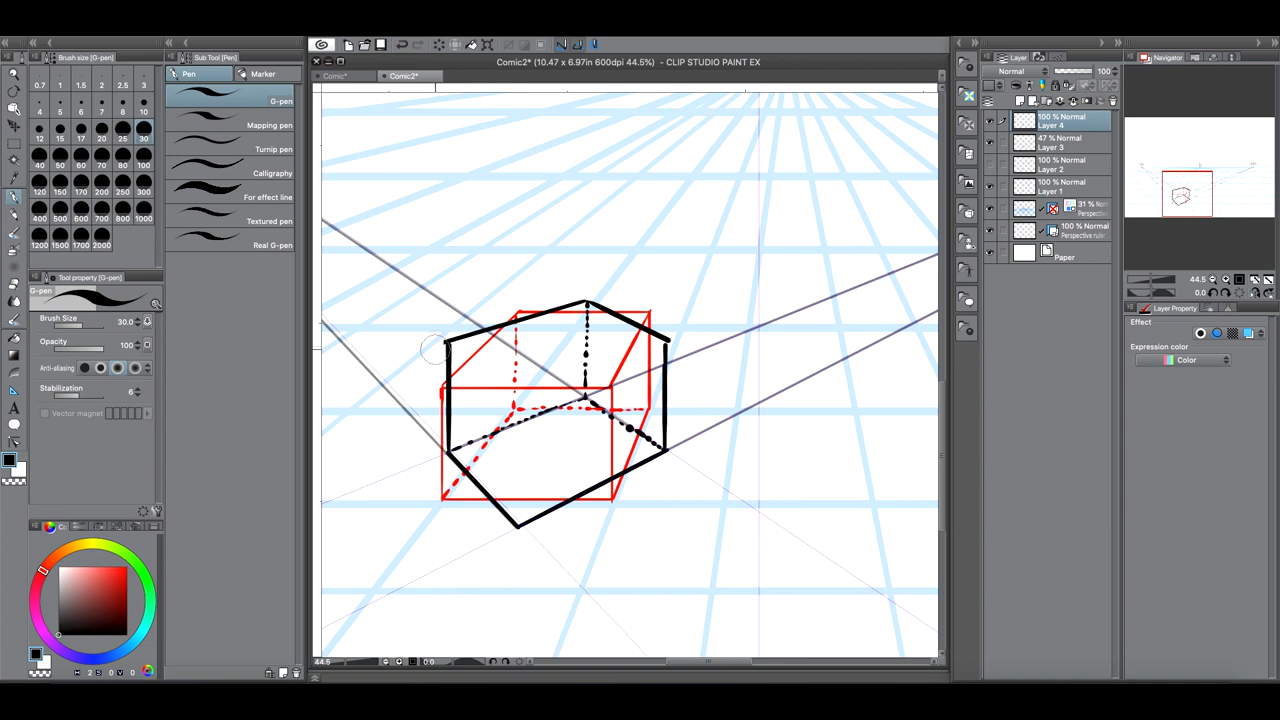 Comic2* (10.47 x 6.97in 600dpi 44.5%) - CLIP STUDIO PAINT EX
Comic*
Comic2*
Brush size [G-pen]
0.7 1 1.5 2 2.5 3
4 5 6 7 8 10
12 15 17 20 25 30
40 50 60 70 80 100
120 150 170 200 250 300
400 500 600 700 800 1000
1200 1500 1700 2000
Tool property [G-pen]
G-pen
Brush Size 30.0
Opacity 100
Anti-aliasing
Stabilization 6
Vector magnet
H 2 S 0 V 0
Sub Tool [Pen]
Pen
Marker
G-pen
Mapping pen
Turnip pen
Calligraphy
For effect line
Textured pen
Real G-pen
44.5
0.0
Layer
Normal 100
100 % Normal
Layer 4
47 % Normal
Layer 3
100 % Normal
Layer 2
100 % Normal
Layer 1
31 % Norm
Perspective
100 % Normal
Perspective ruler
Paper
Navigator
44.5
0.0
Layer Property
Effect
Expression color
Color